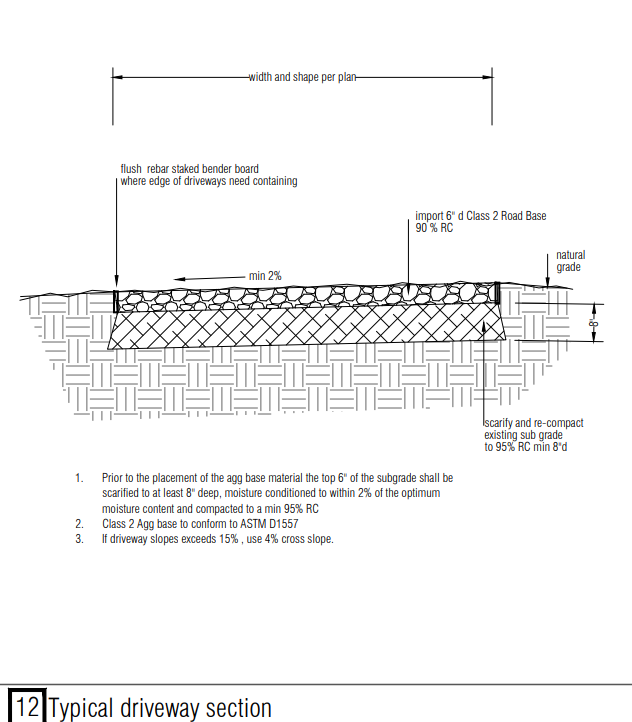 width and shape per plan
flush rebar staked bender board
where edge of driveways need containing
import 6" d Class 2 Road Base
90 % RC
natural
grade
min 2%
8"
scarify and re-compact
existing sub grade
to 95% RC min 8"d
1. Prior to the placement of the agg base material the top 6" of the subgrade shall be
scarified to at least 8" deep, moisture conditioned to within 2% of the optimum
moisture content and compacted to a min 95% RC
2. Class 2 Agg base to conform to ASTM D1557
3. If driveway slopes exceeds 15% , use 4% cross slope.
12 Typical driveway section